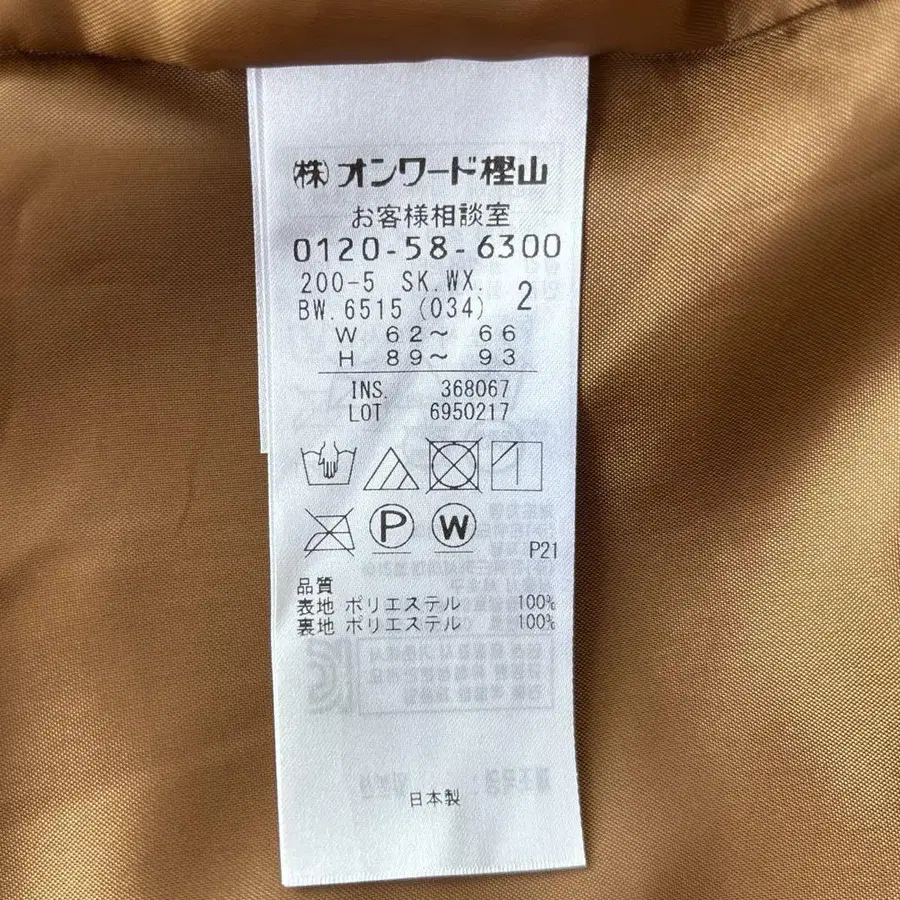 ㈱オンワード樫山
お客様相談室
0120-58-6300
200-5 SK.WX. 2
BW.6515 (034)
W 62～ 66
H 89～ 93
INS. 368067
LOT 6950217
P W
P21
品質
表地 ポリエステル 100%
裏地 ポリエステル 100%
日本製